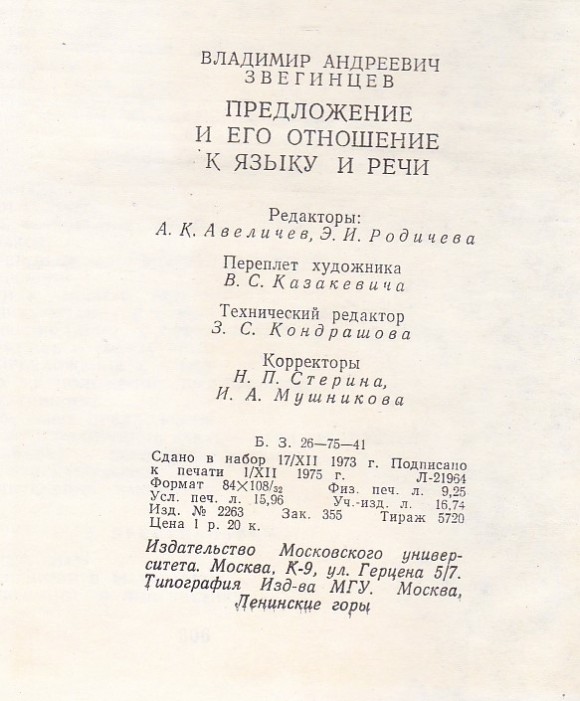 ВЛАДИМИР АНДРЕЕВИЧ
ЗВЕГИНЦЕВ
ПРЕДЛОЖЕНИЕ
И ЕГО ОТНОШЕНИЕ
К ЯЗЫКУ И РЕЧИ
Редакторы:
А. К. Авеличев, Э. И. Родичева
Переплет художника
В. С. Казакевича
Технический редактор
З. С. Кондрашова
Корректоры
Н. П. Стерина,
И. А. Мушникова
Б. З. 26—75—41
Сдано в набор 17/XII 1973 г. Подписано
к печати 1/XII 1975 г. Л-21964
Формат 84×108/32 Физ. печ. л. 9,25
Усл. печ. л. 15,96 Уч.-изд. л. 16,74
Изд. № 2263 Зак. 355 Тираж 5720
Цена 1 р. 20 к.
Издательство Московского универ-
ситета. Москва, К-9, ул. Герцена 5/7.
Типография Изд-ва МГУ. Москва,
Ленинские горы